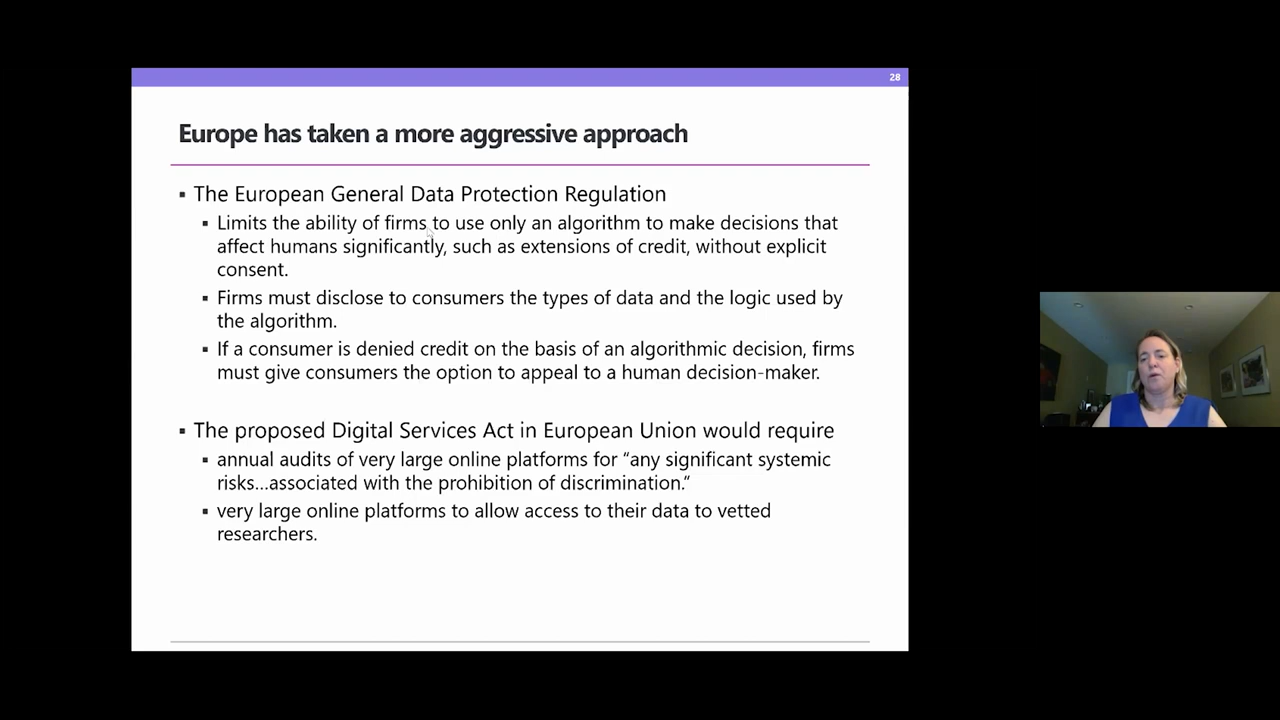 28
Europe has taken a more aggressive approach
▪ The European General Data Protection Regulation
▪ Limits the ability of firms to use only an algorithm to make decisions that
affect humans significantly, such as extensions of credit, without explicit
consent.
▪ Firms must disclose to consumers the types of data and the logic used by
the algorithm.
▪ If a consumer is denied credit on the basis of an algorithmic decision, firms
must give consumers the option to appeal to a human decision-maker.
▪ The proposed Digital Services Act in European Union would require
▪ annual audits of very large online platforms for “any significant systemic
risks…associated with the prohibition of discrimination.”
▪ very large online platforms to allow access to their data to vetted
researchers.